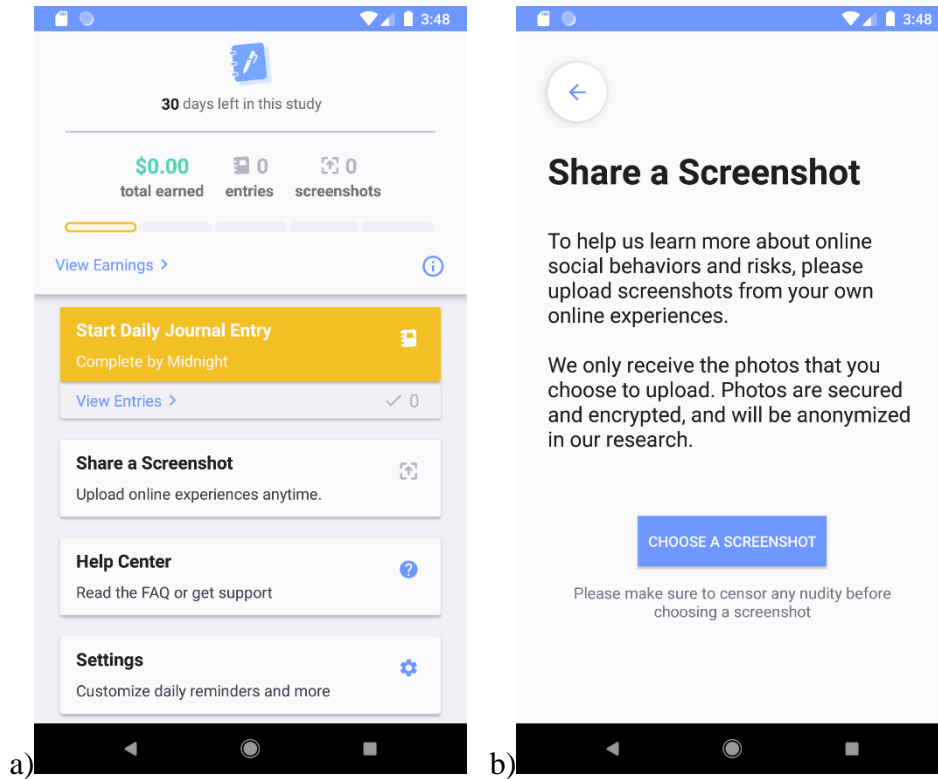 3:48
30 days left in this study
$0.00 0 0
total earned entries screenshots
View Earnings >
Start Daily Journal Entry
Complete by Midnight
View Entries > 0
Share a Screenshot
Upload online experiences anytime.
Help Center
Read the FAQ or get support
Settings
Customize daily reminders and more
a)
3:48
Share a Screenshot
To help us learn more about online
social behaviors and risks, please
upload screenshots from your own
online experiences.
We only receive the photos that you
choose to upload. Photos are secured
and encrypted, and will be anonymized
in our research.
CHOOSE A SCREENSHOT
Please make sure to censor any nudity before
choosing a screenshot
b)